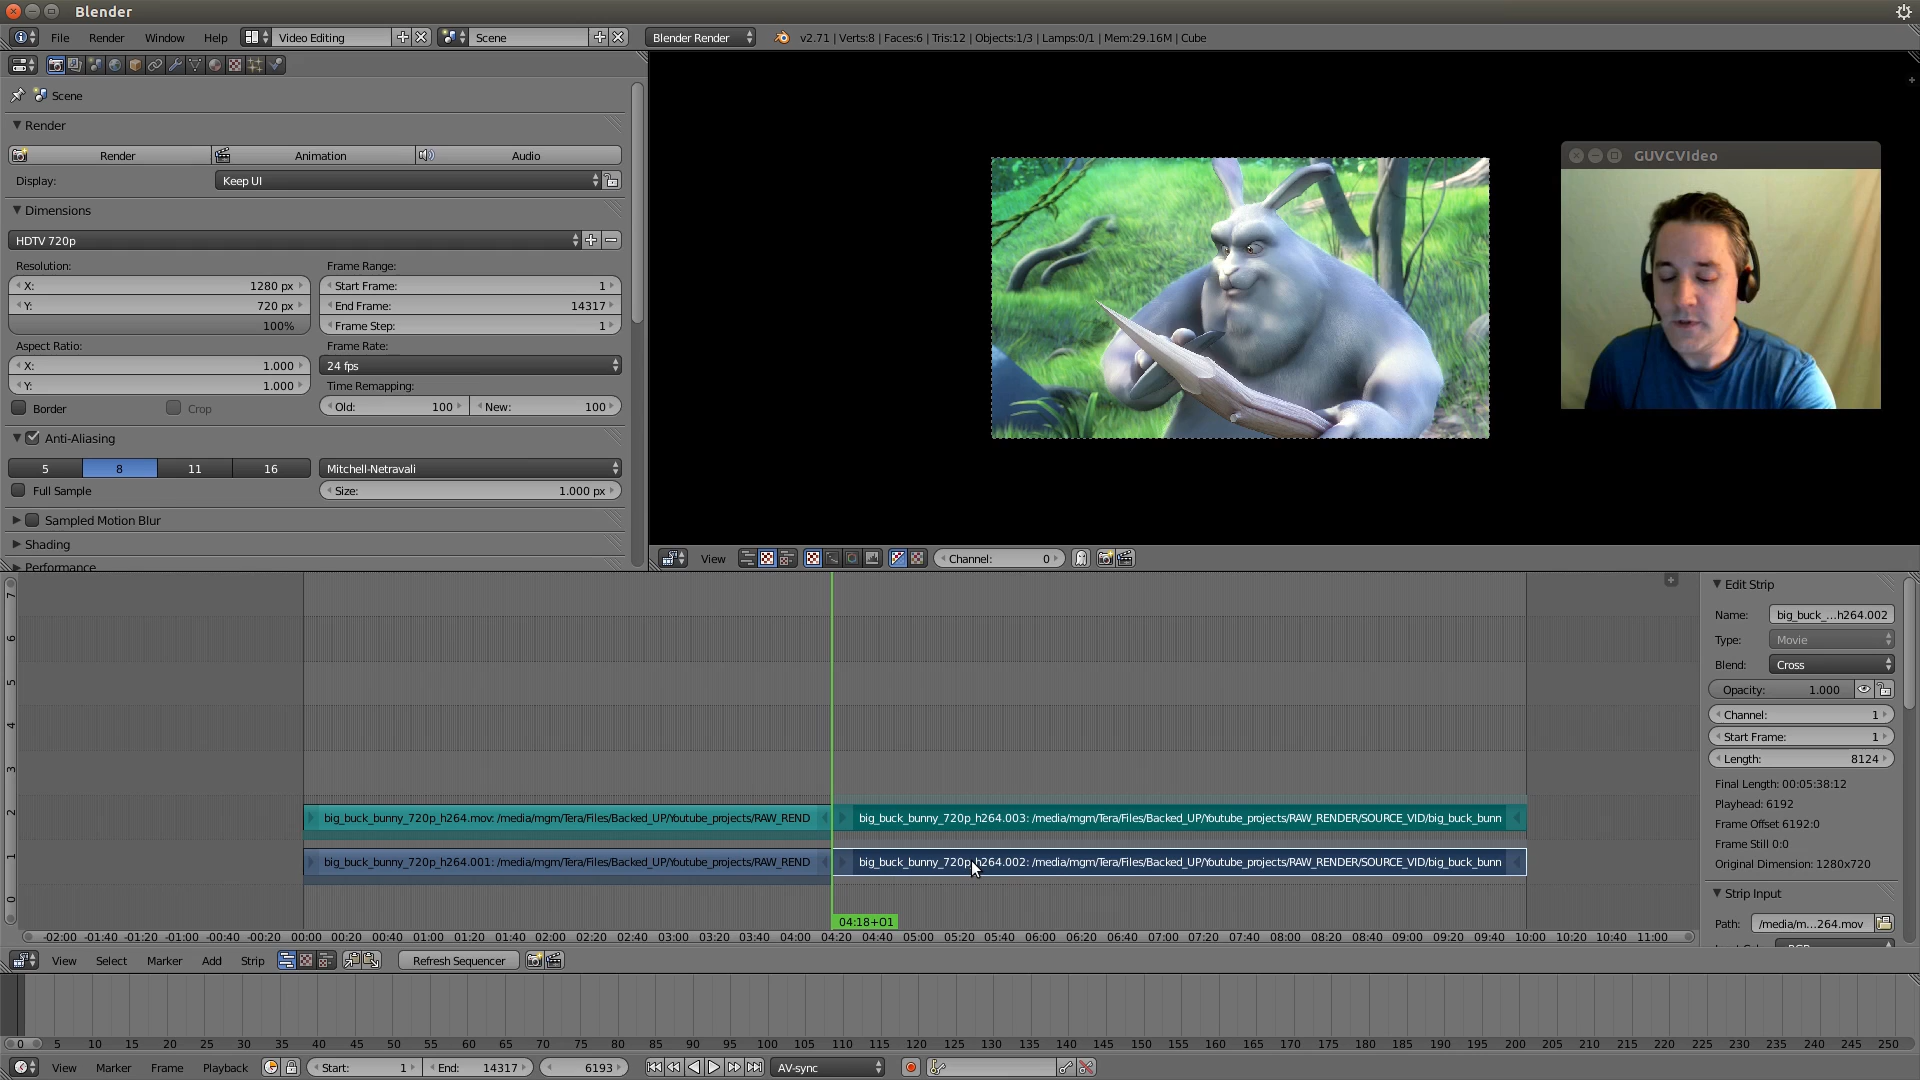 Blender
File Render Window Help Video Editing Scene Blender Render v2.71 | Verts:8 | Faces:6 | Tris:12 | Objects:1/3 | Lamps:0/1 | Mem:29.16M | Cube
Scene
Render
Render Animation Audio
Display: Keep UI
Dimensions
HDTV 720p
Resolution: Frame Range:
X: 1280 px Start Frame: 1
Y: 720 px End Frame: 14317
100% Frame Step: 1
Aspect Ratio: Frame Rate:
X: 1.000 24 fps
Y: 1.000 Time Remapping:
Border Crop Old: 100 New: 100
Anti-Aliasing
5 8 11 16 Mitchell-Netravali
Full Sample Size: 1.000 px
Sampled Motion Blur
Shading
Performance
GUVCVIdeo
View Channel: 0
7
6
5
4
3
2
1
0
big_buck_bunny_720p_h264.mov: /media/mgm/Tera/Files/Backed_UP/Youtube_projects/RAW_REND
big_buck_bunny_720p_h264.003: /media/mgm/Tera/Files/Backed_UP/Youtube_projects/RAW_RENDER/SOURCE_VID/big_buck_bunn
big_buck_bunny_720p_h264.001: /media/mgm/Tera/Files/Backed_UP/Youtube_projects/RAW_REND
big_buck_bunny_720p_h264.002: /media/mgm/Tera/Files/Backed_UP/Youtube_projects/RAW_RENDER/SOURCE_VID/big_buck_bunn
04:18+01
-02:00 -01:40 -01:20 -01:00 -00:40 -00:20 00:00 00:20 00:40 01:00 01:20 01:40 02:00 02:20 02:40 03:00 03:20 03:40 04:00 04:20 04:40 05:00 05:20 05:40 06:00 06:20 06:40 07:00 07:20 07:40 08:00 08:20 08:40 09:00 09:20 09:40 10:00 10:20 10:40 11:00
Edit Strip
Name: big_buck_...h264.002
Type: Movie
Blend: Cross
Opacity: 1.000
Channel: 1
Start Frame: 1
Length: 8124
Final Length: 00:05:38:12
Playhead: 6192
Frame Offset 6192:0
Frame Still 0:0
Original Dimension: 1280x720
Strip Input
Path: /media/m...264.mov
View Select Marker Add Strip Refresh Sequencer
0 5 10 15 20 25 30 35 40 45 50 55 60 65 70 75 80 85 90 95 100 105 110 115 120 125 130 135 140 145 150 155 160 165 170 175 180 185 190 195 200 205 210 215 220 225 230 235 240 245 250
View Marker Frame Playback Start: 1 End: 14317 6193 AV-sync